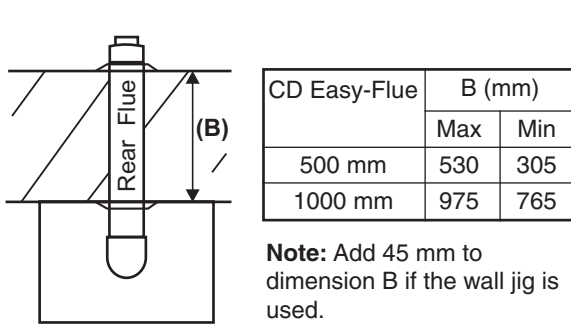 Rear Flue
(B)
CD Easy-Flue B (mm)
Max Min
500 mm 530 305
1000 mm 975 765
Note: Add 45 mm to
dimension B if the wall jig is
used.